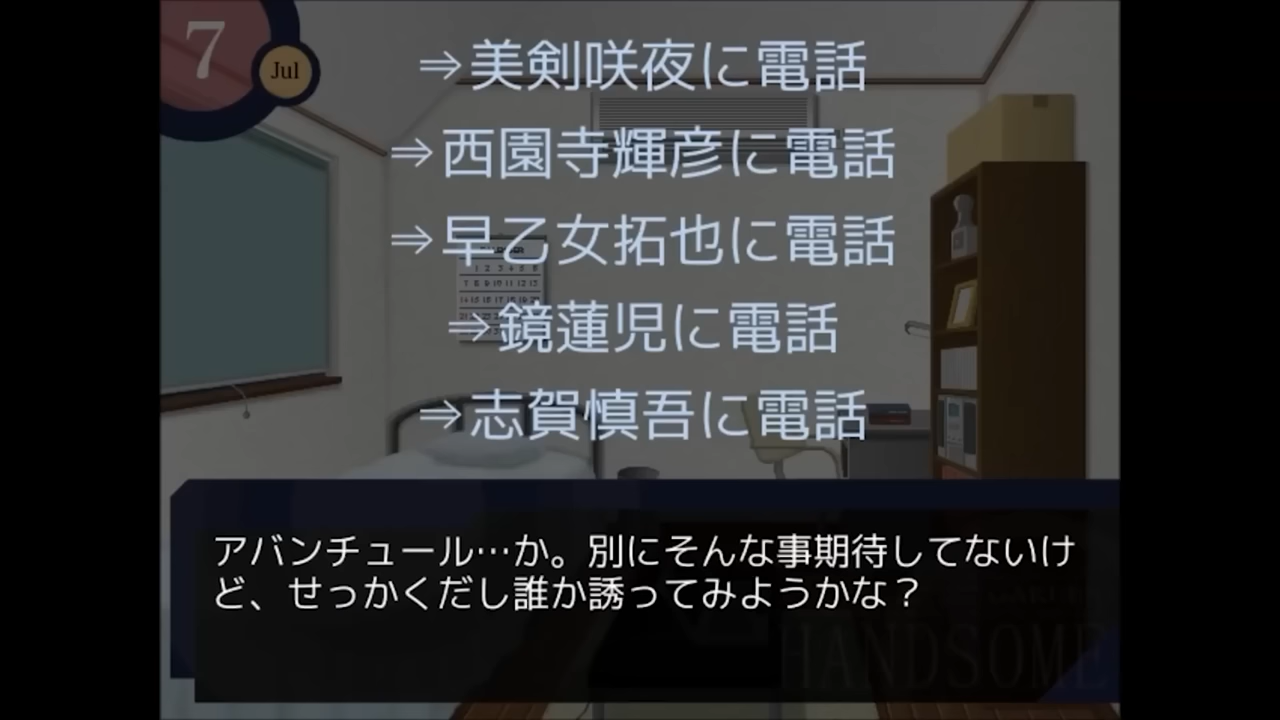 7
Jul
⇒美剣咲夜に電話
⇒西園寺輝彦に電話
⇒早乙女拓也に電話
⇒鏡蓮児に電話
⇒志賀慎吾に電話
アバンチュール…か。別にそんな事期待してないけ
ど、せっかくだし誰か誘ってみようかな？
HANDSOME